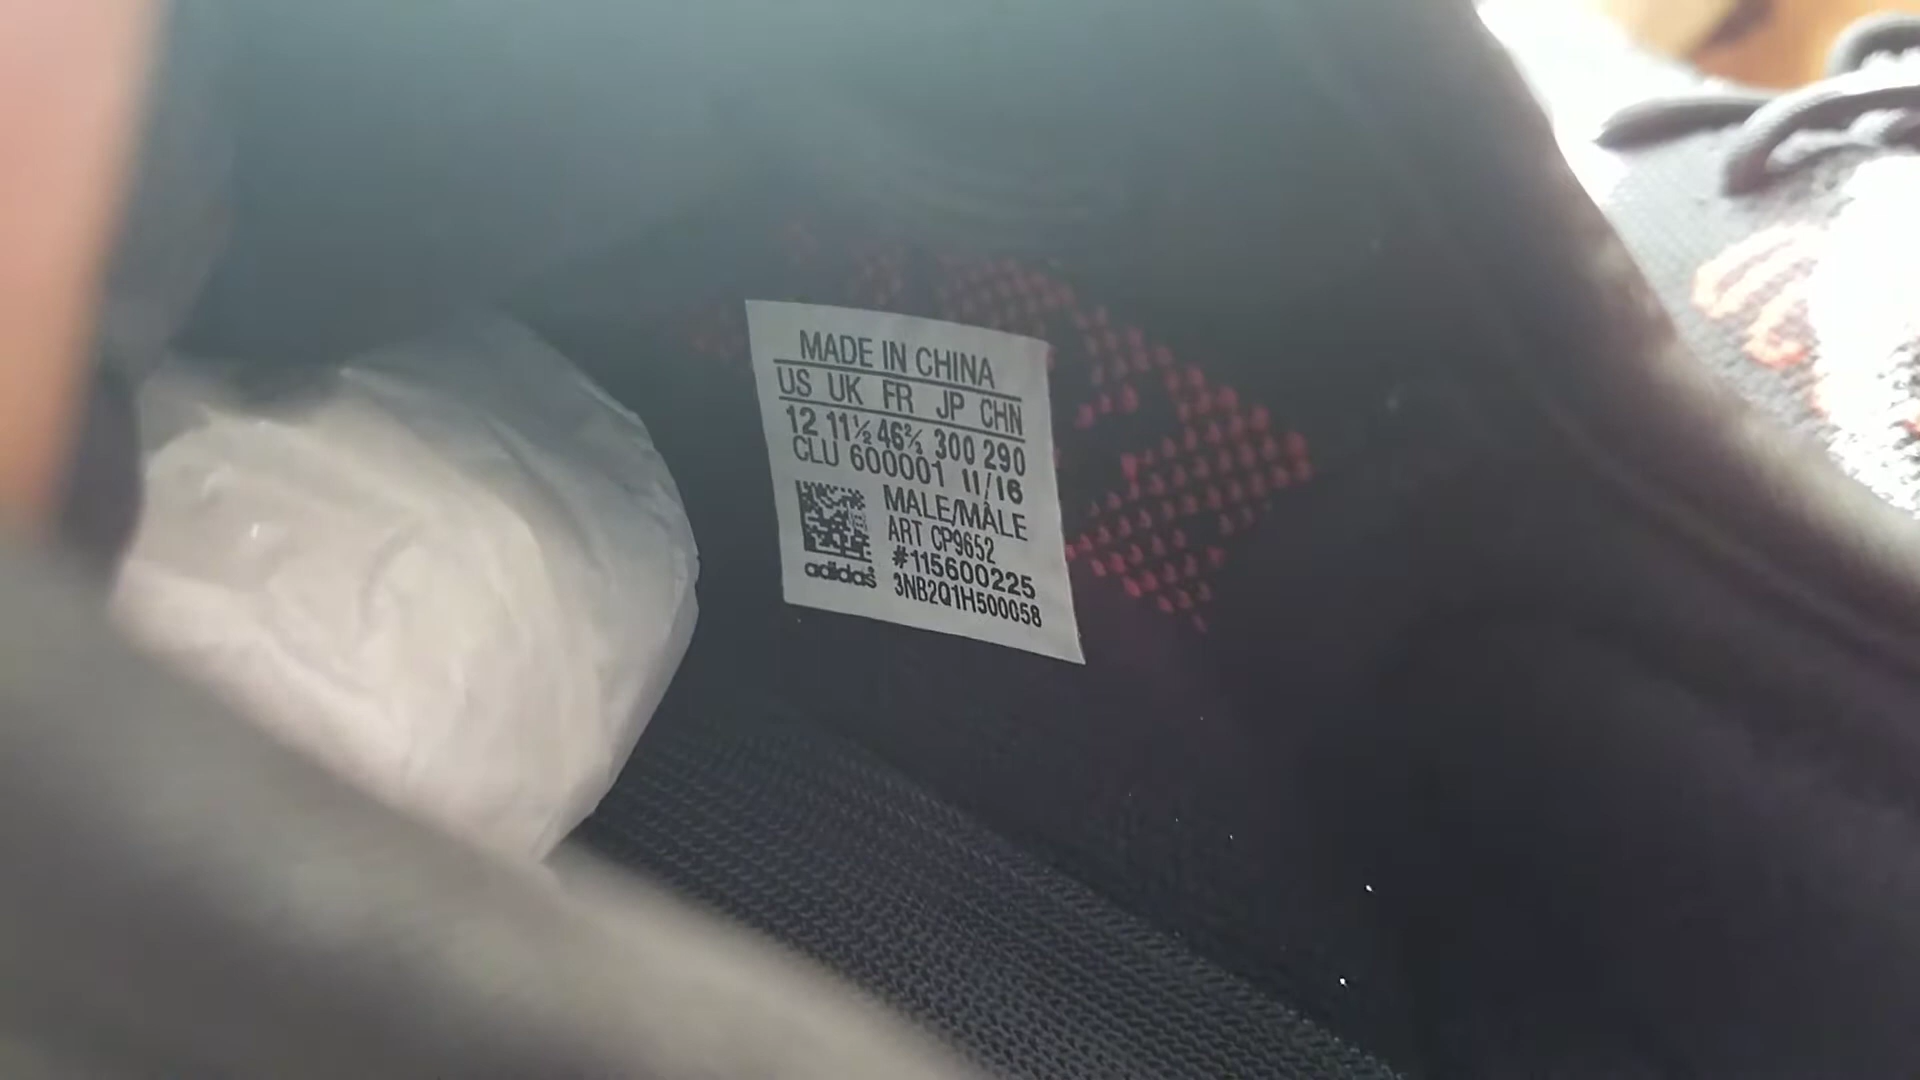 MADE IN CHINA
US UK FR JP CHN
12 11½ 46⅔ 300 290
CLU 600001 11/16
MALE/MÂLE
ART CP9652
#115600225
3NB2Q1H500058
adidas